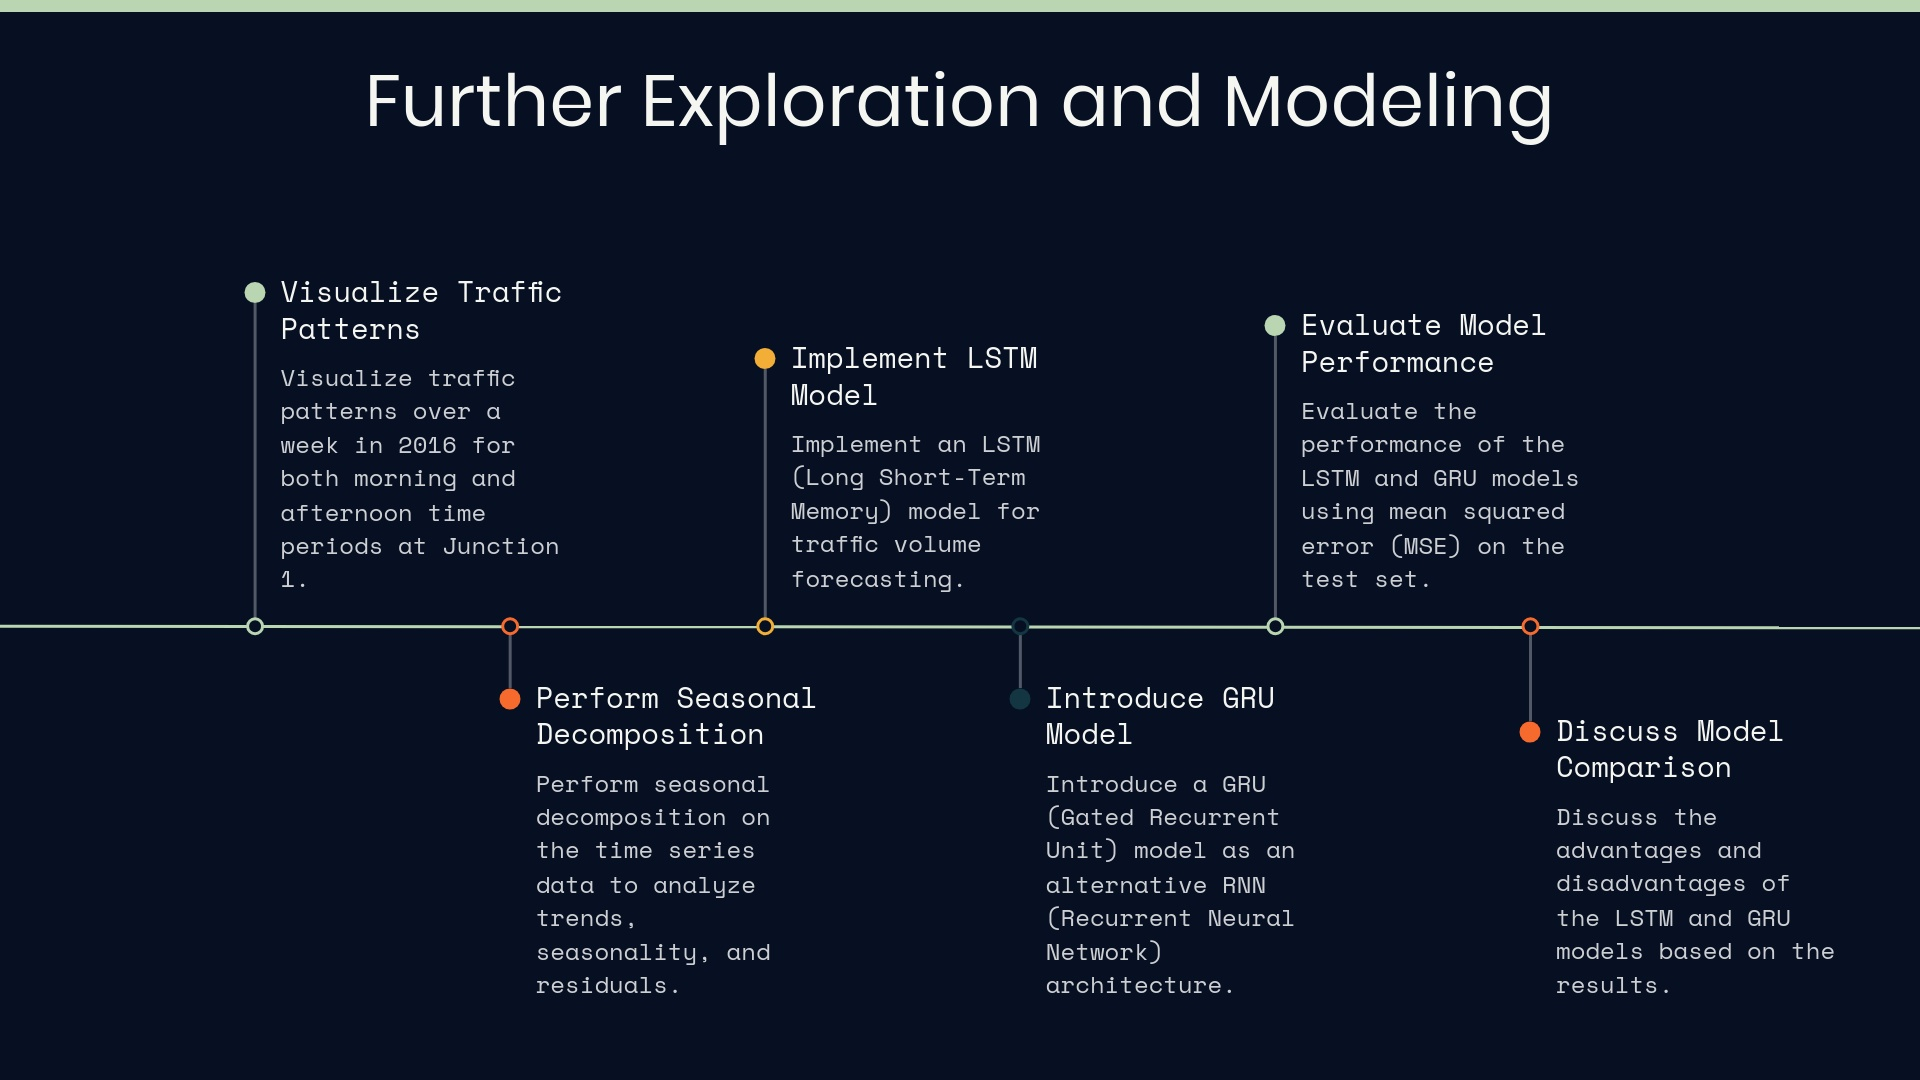 Further Exploration and Modeling
Visualize Traffic
Patterns
Visualize traffic
patterns over a
week in 2016 for
both morning and
afternoon time
periods at Junction
1.
Perform Seasonal
Decomposition
Perform seasonal
decomposition on
the time series
data to analyze
trends,
seasonality, and
residuals.
Implement LSTM
Model
Implement an LSTM
(Long Short-Term
Memory) model for
traffic volume
forecasting.
Introduce GRU
Model
Introduce a GRU
(Gated Recurrent
Unit) model as an
alternative RNN
(Recurrent Neural
Network)
architecture.
Evaluate Model
Performance
Evaluate the
performance of the
LSTM and GRU models
using mean squared
error (MSE) on the
test set.
Discuss Model
Comparison
Discuss the
advantages and
disadvantages of
the LSTM and GRU
models based on the
results.